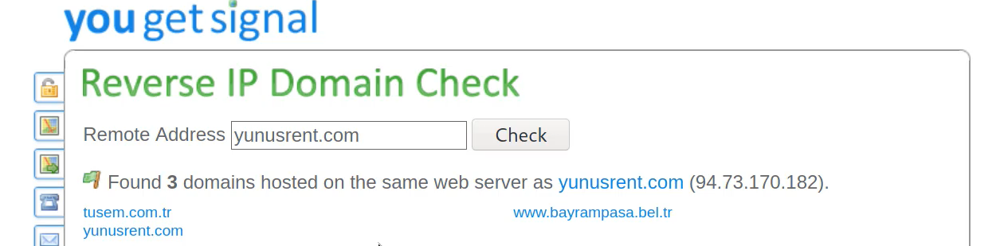 you get signal
Reverse IP Domain Check
Remote Address yunusrent.com Check
Found 3 domains hosted on the same web server as yunusrent.com (94.73.170.182).
tusem.com.tr www.bayrampasa.bel.tr
yunusrent.com